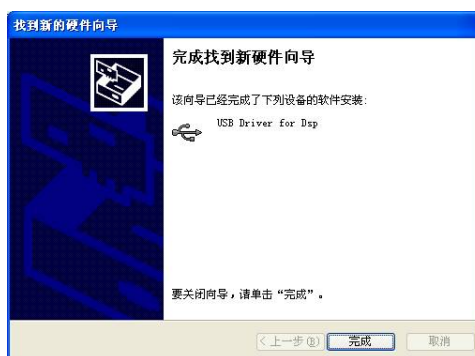 找到新的硬件向导
完成找到新硬件向导
该向导已经完成了下列设备的软件安装:
USB Driver for Dsp
要关闭向导，请单击“完成”。
< 上一步(B)
完成
取消